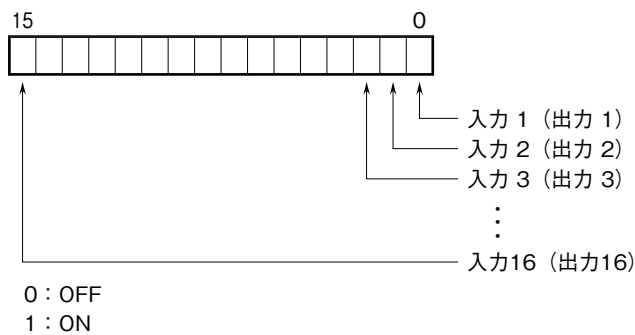 15 0
入力 1（出力 1）
入力 2（出力 2）
入力 3（出力 3）
⋮
入力16（出力16）
0：OFF
1：ON